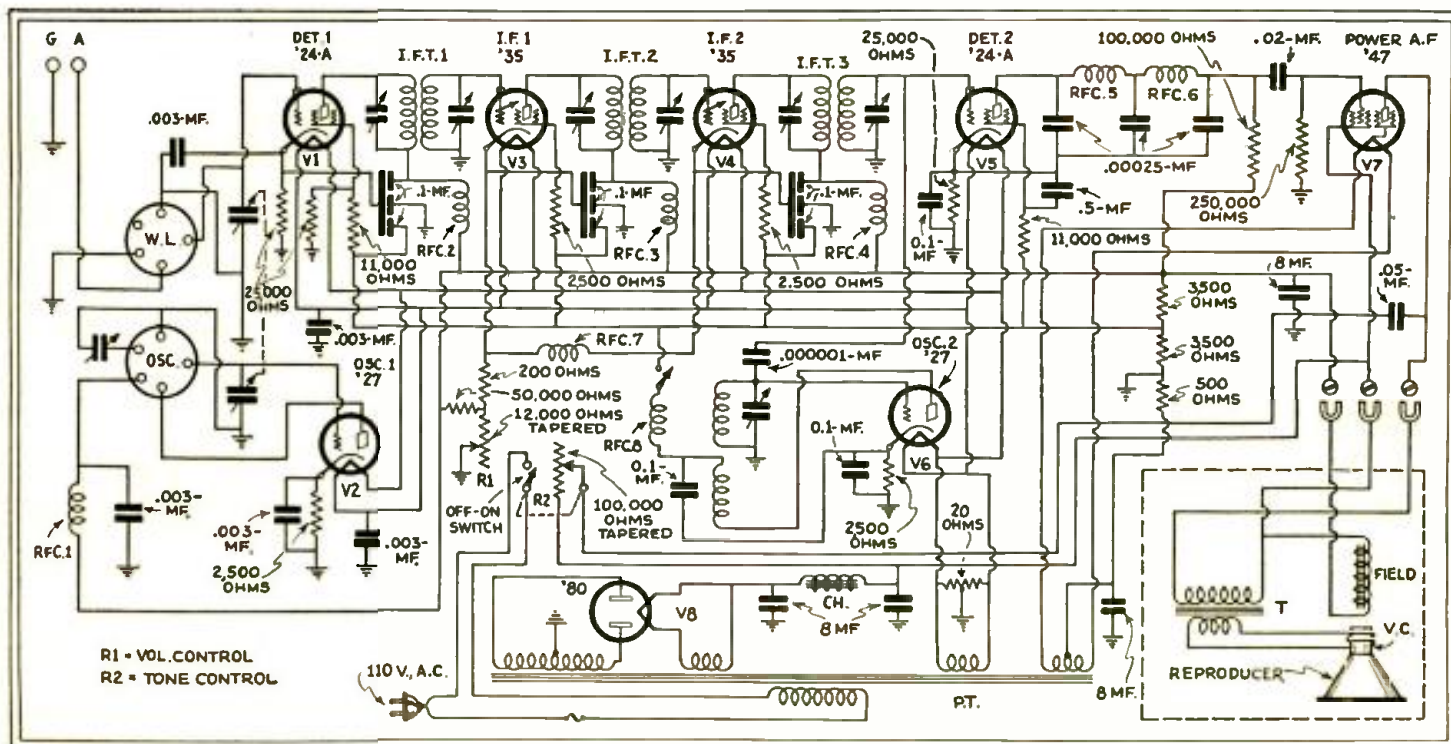 G A
DET.1
'24-A
I.F.T.1
I.F.1
'35
I.F.T.2
I.F.2
'35
I.F.T.3
25,000
OHMS
DET.2
'24-A
100,000
OHMS
.02-MF.
POWER A.F
'47
RFC.5
RFC.6
.003-MF.
V1
V3
V4
V5
V7
.00025-MF
.1-MF.
.1-MF.
.1-MF.
.5-MF
250,000
OHMS
W.L.
RFC.2
RFC.3
RFC.4
0.1-
MF
11,000
OHMS
25,000
OHMS
11,000
OHMS
2500 OHMS
2,500 OHMS
8 MF.
.05-
MF.
3,500
OHMS
.003-MF.
OSC.
OSC.1
'27
RFC.7
.000001-MF
OSC.2
'27
3,500
OHMS
200 OHMS
50,000 OHMS
12,000 OHMS
TAPERED
500
OHMS
RFC.8
0.1-MF.
V6
V2
R1
0.1-
MF.
OFF-ON
SWITCH
R2
100,000
OHMS
TAPERED
2500
OHMS
20
OHMS
RFC.1
.003-
MF.
.003-
MF.
.003-
MF.
2,500
OHMS
'80
V8
CH.
8 MF
FIELD
T
V.C.
R1 = VOL. CONTROL
R2 = TONE CONTROL
110 V., A.C.
8 MF.
REPRODUCER
P.T.